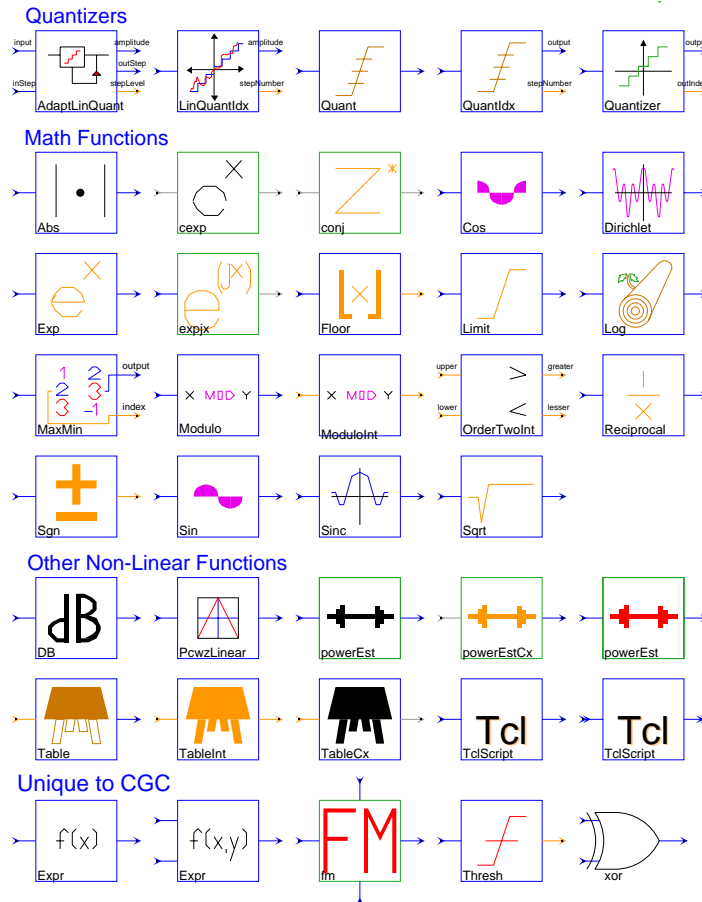 Quantizers
input amplitude amplitude output output
outStep
inStep stepLevel stepNumber stepNumber outInde
AdaptLinQuant LinQuantIdx Quant QuantIdx Quantizer
Math Functions
Abs cexp conj Cos Dirichlet
e x e (jx) [x]
Exp expjx Floor Limit Log
1 2 output X MOD Y X MOD Y upper > greater 1
2 3
3 -1 index lower < lesser x
MaxMin Modulo ModuloInt OrderTwoInt Reciprocal
Sgn Sin Sinc Sqrt
Other Non-Linear Functions
dB
DB PcwzLinear powerEst powerEstCx powerEst
Tcl Tcl
Table TableInt TableCx TclScript TclScript
Unique to CGC
f(x) f(x,y) FM
Expr Expr fm Thresh xor